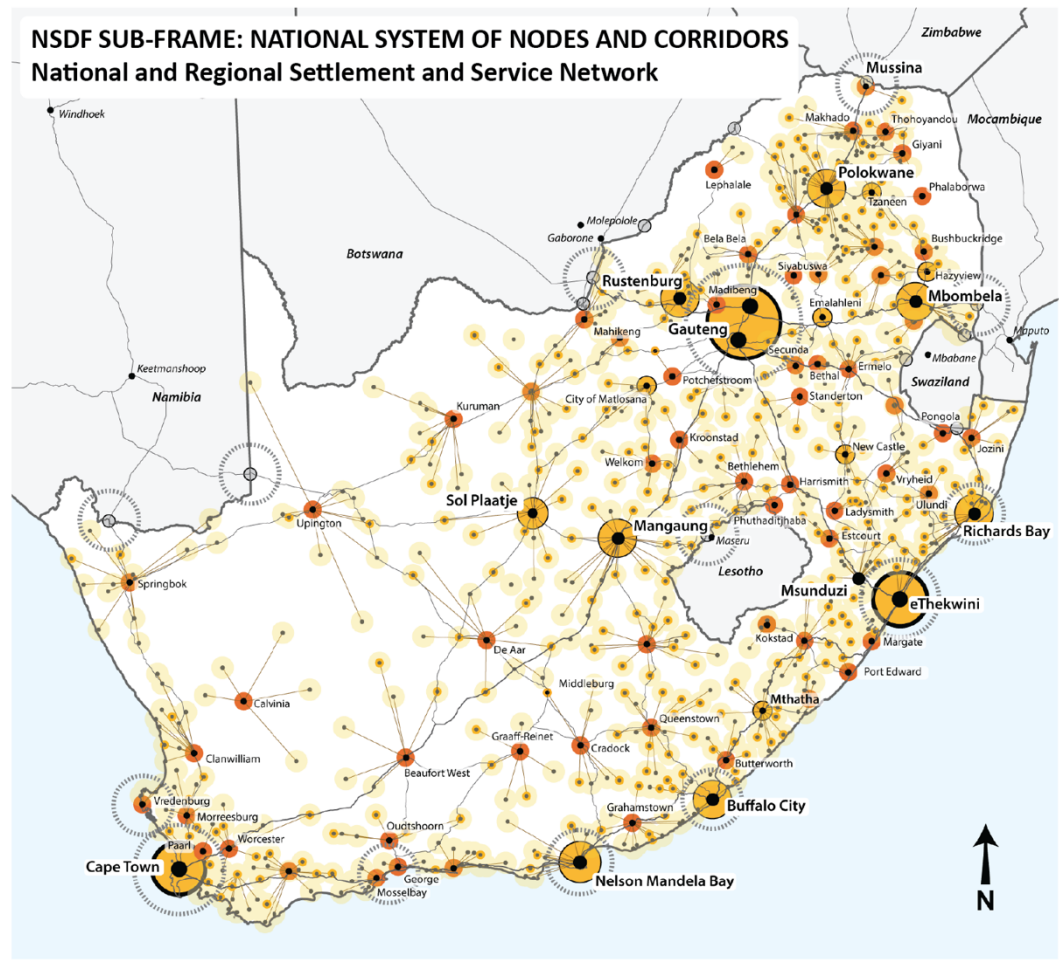 NSDF SUB-FRAME: NATIONAL SYSTEM OF NODES AND CORRIDORS
National and Regional Settlement and Service Network
Zimbabwe
Mussina
Windhoek
Makhado
Thohoyandou
Mocambique
Giyani
Polokwane
Lephalale
Tzaneen
Phalaborwa
Molepolole
Gaborone
Botswana
Bela Bela
Bushbuckridge
Siyabuswa
Hazyview
Rustenburg
Madibeng
Emalahleni
Mbombela
Mahikeng
Gauteng
Maputo
Secunda
Mbabane
Keetmanshoop
Potchefstroom
Bethal
Ermelo
Swaziland
Namibia
City of Matlosana
Standerton
Kuruman
Pongola
Kroonstad
New Castle
Jozini
Welkom
Bethlehem
Harrismith
Vryheid
Sol Plaatje
Ulundi
Upington
Mangaung
Phuthaditjhaba
Ladysmith
Richards Bay
Maseru
Estcourt
Lesotho
Springbok
Msunduzi
eThekwini
De Aar
Kokstad
Margate
Port Edward
Middleburg
Calvinia
Mthatha
Queenstown
Graaff-Reinet
Cradock
Clanwilliam
Beaufort West
Butterworth
Vredenburg
Buffalo City
Morreesburg
Grahamstown
Oudtshoorn
Worcester
Paarl
Cape Town
George
Nelson Mandela Bay
Mosselbay
N